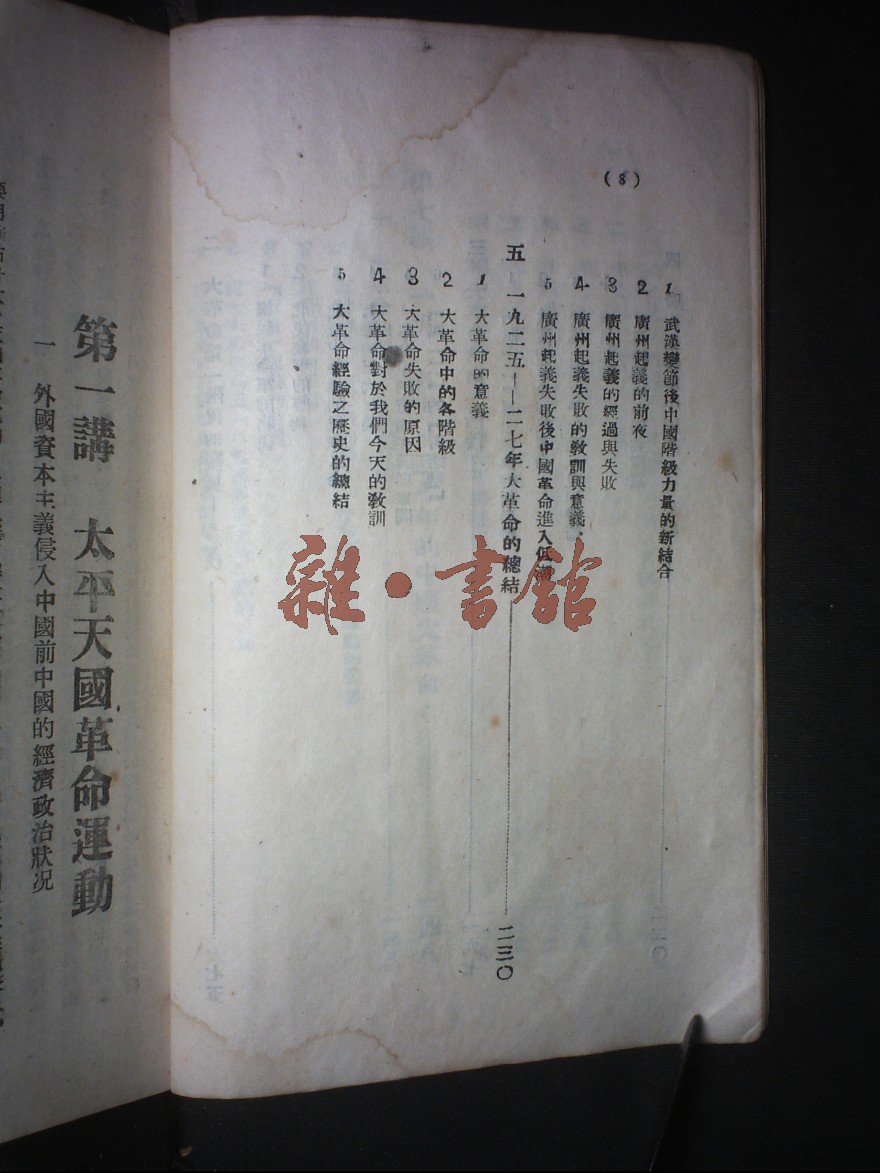 (8)
1 武漢變節後中國階級力量的新結合
2 廣州起義的前夜
3 廣州起義的經過與失敗
4 廣州起義失敗的敎訓與意義
5 廣州起義失敗後中國革命進入低潮
五 一九二五——二七年大革命的總結 二三〇
1 大革命的意義
2 大革命中的各階級
3 大革命失敗的原因
4 大革命對於我們今天的敎訓
5 大革命經驗之歷史的總結
第一講 太平天國革命運動
一 外國資本主義侵入中國前中國的經濟政治狀况
雜·書館